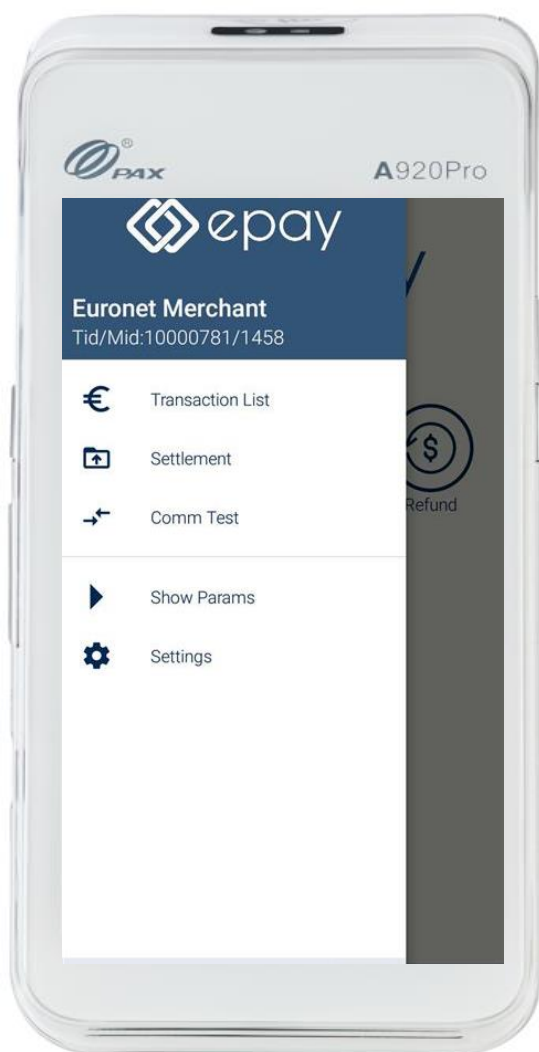 PAX®
A920Pro
epay
Euronet Merchant
Tid/Mid:10000781/1458
Transaction List
Settlement
Comm Test
Show Params
Settings
y
$
Refund